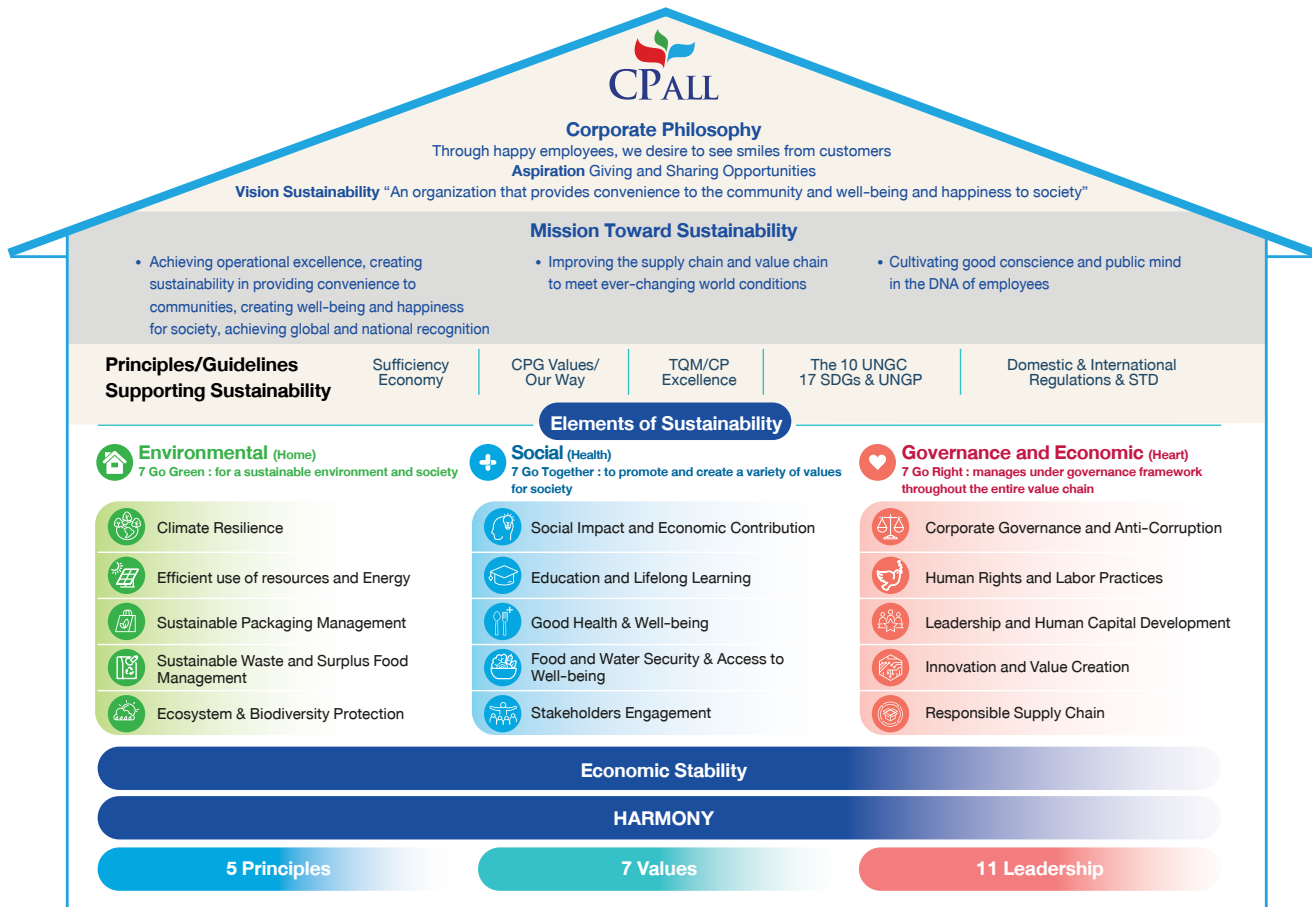 CPALL
Corporate Philosophy
Through happy employees, we desire to see smiles from customers
Aspiration Giving and Sharing Opportunities
Vision Sustainability “An organization that provides convenience to the community and well-being and happiness to society”
Mission Toward Sustainability
• Achieving operational excellence, creating
sustainability in providing convenience to
communities, creating well-being and happiness
for society, achieving global and national recognition
• Improving the supply chain and value chain
to meet ever-changing world conditions
• Cultivating good conscience and public mind
in the DNA of employees
Principles/Guidelines
Supporting Sustainability
Sufficiency
Economy
CPG Values/
Our Way
TQM/CP
Excellence
The 10 UNGC
17 SDGs & UNGP
Domestic & International
Regulations & STD
Elements of Sustainability
Environmental (Home)
7 Go Green : for a sustainable environment and society
Climate Resilience
Efficient use of resources and Energy
Sustainable Packaging Management
Sustainable Waste and Surplus Food
Management
Ecosystem & Biodiversity Protection
Social (Health)
7 Go Together : to promote and create a variety of values
for society
Social Impact and Economic Contribution
Education and Lifelong Learning
Good Health & Well-being
Food and Water Security & Access to
Well-being
Stakeholders Engagement
Governance and Economic (Heart)
7 Go Right : manages under governance framework
throughout the entire value chain
Corporate Governance and Anti-Corruption
Human Rights and Labor Practices
Leadership and Human Capital Development
Innovation and Value Creation
Responsible Supply Chain
Economic Stability
HARMONY
5 Principles
7 Values
11 Leadership